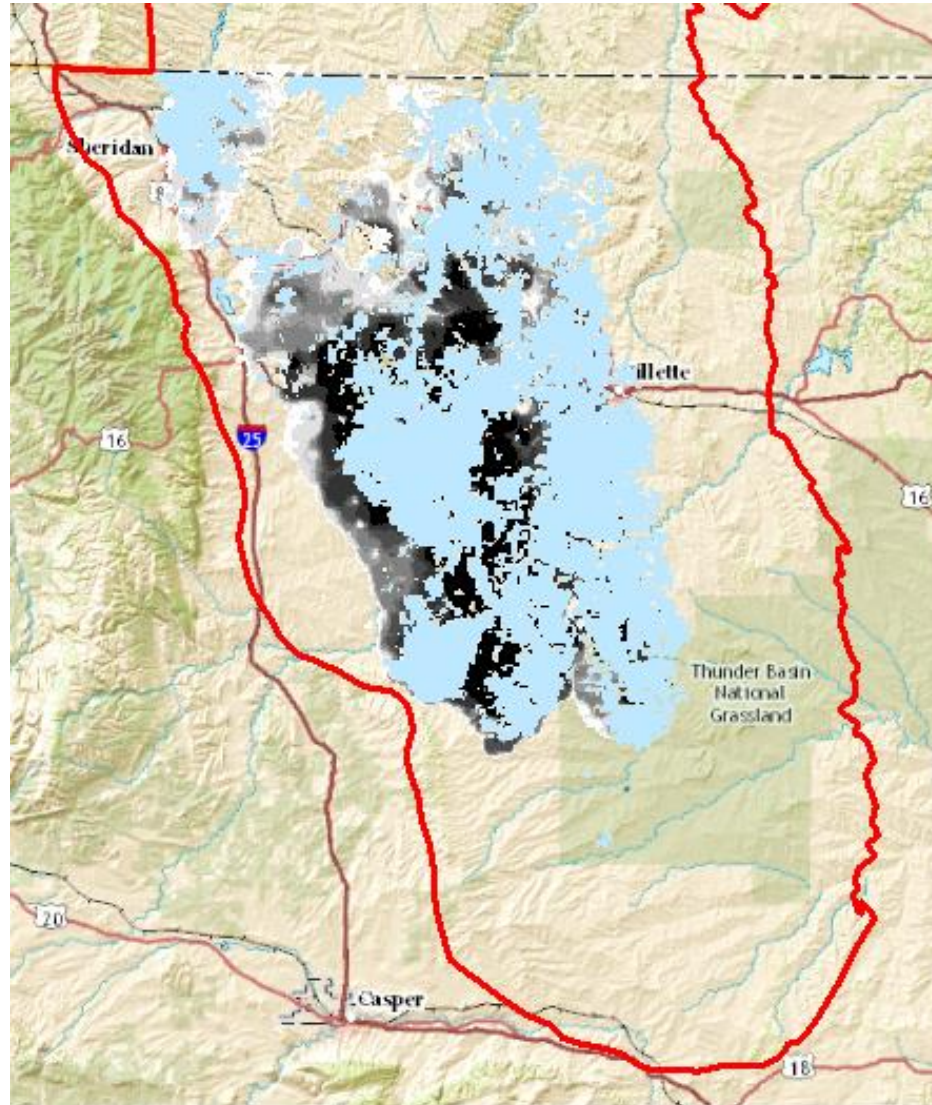 Sheridan
illette
25
16
16
Thunder Basin
National
Grassland
20
Casper
18